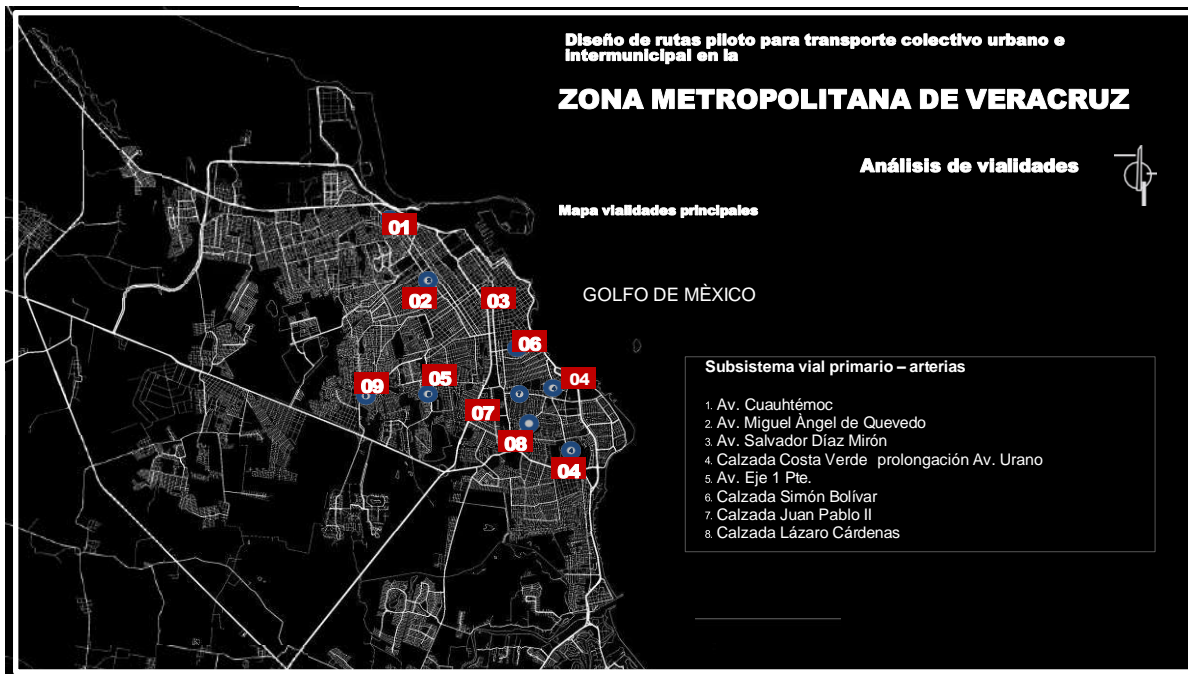 Diseño de rutas piloto para transporte colectivo urbano e
intermunicipal en la
ZONA METROPOLITANA DE VERACRUZ
Análisis de vialidades
Mapa vialidades principales
GOLFO DE MÈXICO
01
02
03
06
04
05
09
07
08
04
Subsistema vial primario – arterias
1. Av. Cuauhtémoc
2. Av. Miguel Àngel de Quevedo
3. Av. Salvador Díaz Mirón
4. Calzada Costa Verde prolongación Av. Urano
5. Av. Eje 1 Pte.
6. Calzada Simón Bolívar
7. Calzada Juan Pablo II
8. Calzada Lázaro Cárdenas